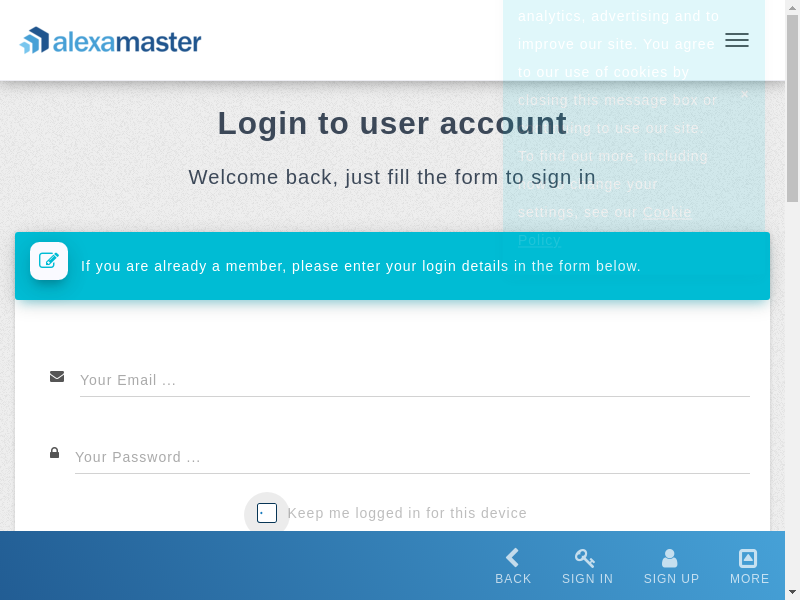 alexamaster
analytics, advertising and to
improve our site. You agree
to our use of cookies by
closing this message box or
ing to use our site.
To find out more, including
change your
settings, see our Cookie
Policy
×
Login to user account
Welcome back, just fill the form to sign in
If you are already a member, please enter your login details in the form below.
Your Email ...
Your Password ...
Keep me logged in for this device
BACK
SIGN IN
SIGN UP
MORE